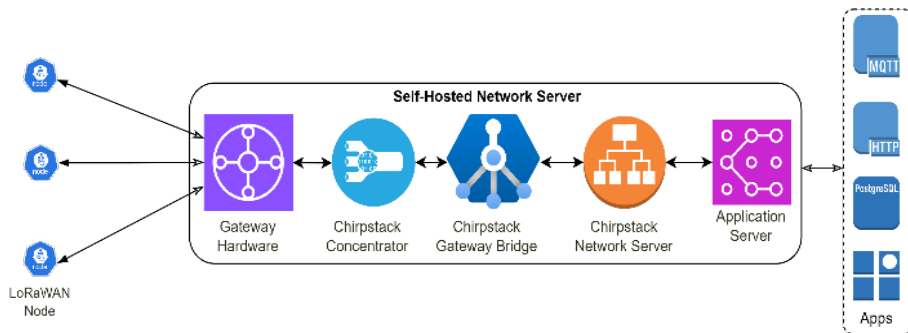 Self-Hosted Network Server
node
node
node
LoRaWAN
Node
Gateway
Hardware
Chirpstack
Concentrator
Chirpstack
Gateway Bridge
Chirpstack
Network Server
Application
Server
MQTT
HTTP
PostgreSQL
Apps